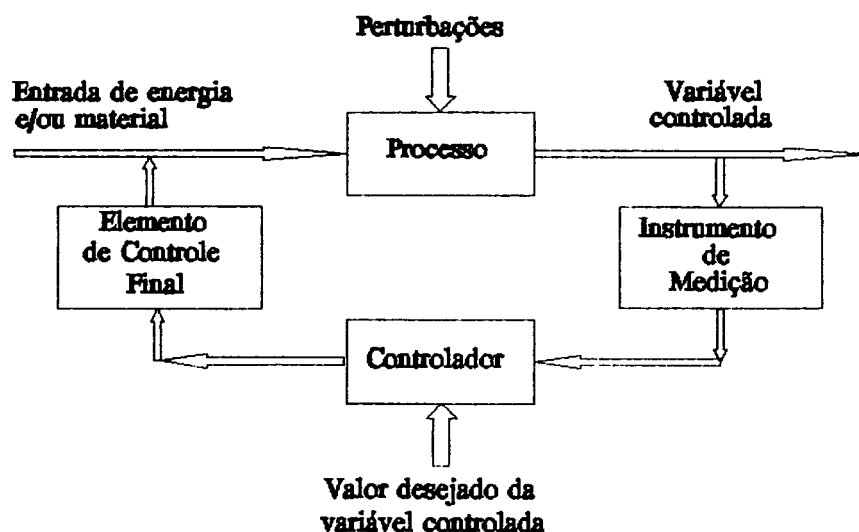 Perturbações
Entrada de energia
e/ou material
Variável
controlada
Processo
Elemento
de Controle
Final
Instrumento
de
Medição
Controlador
Valor desejado da
variável controlada